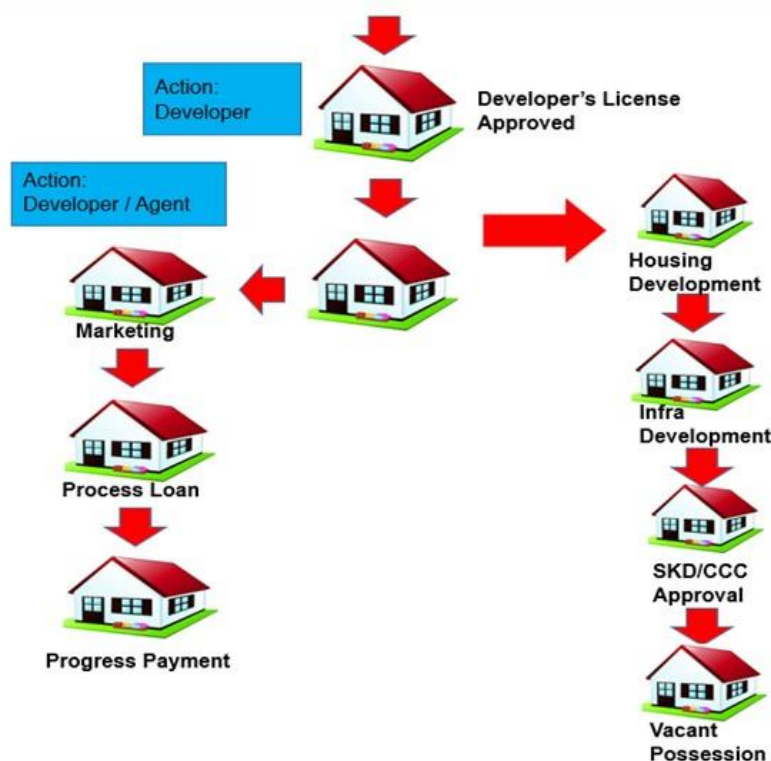 Action:
Developer
Developer's License
Approved
Action:
Developer / Agent
Marketing
Process Loan
Progress Payment
Housing
Development
Infra
Development
SKD/CCC
Approval
Vacant
Possession